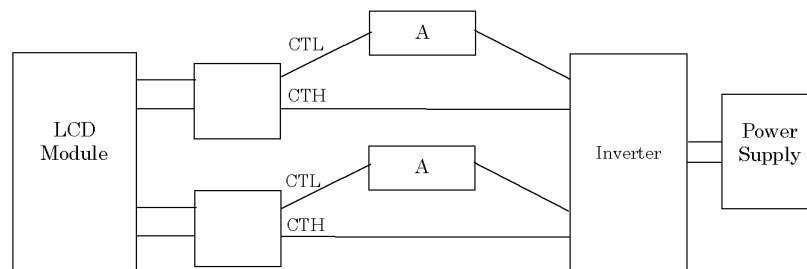 CTL
A
CTH
LCD
Module
Inverter
Power
Supply
CTL
A
CTH